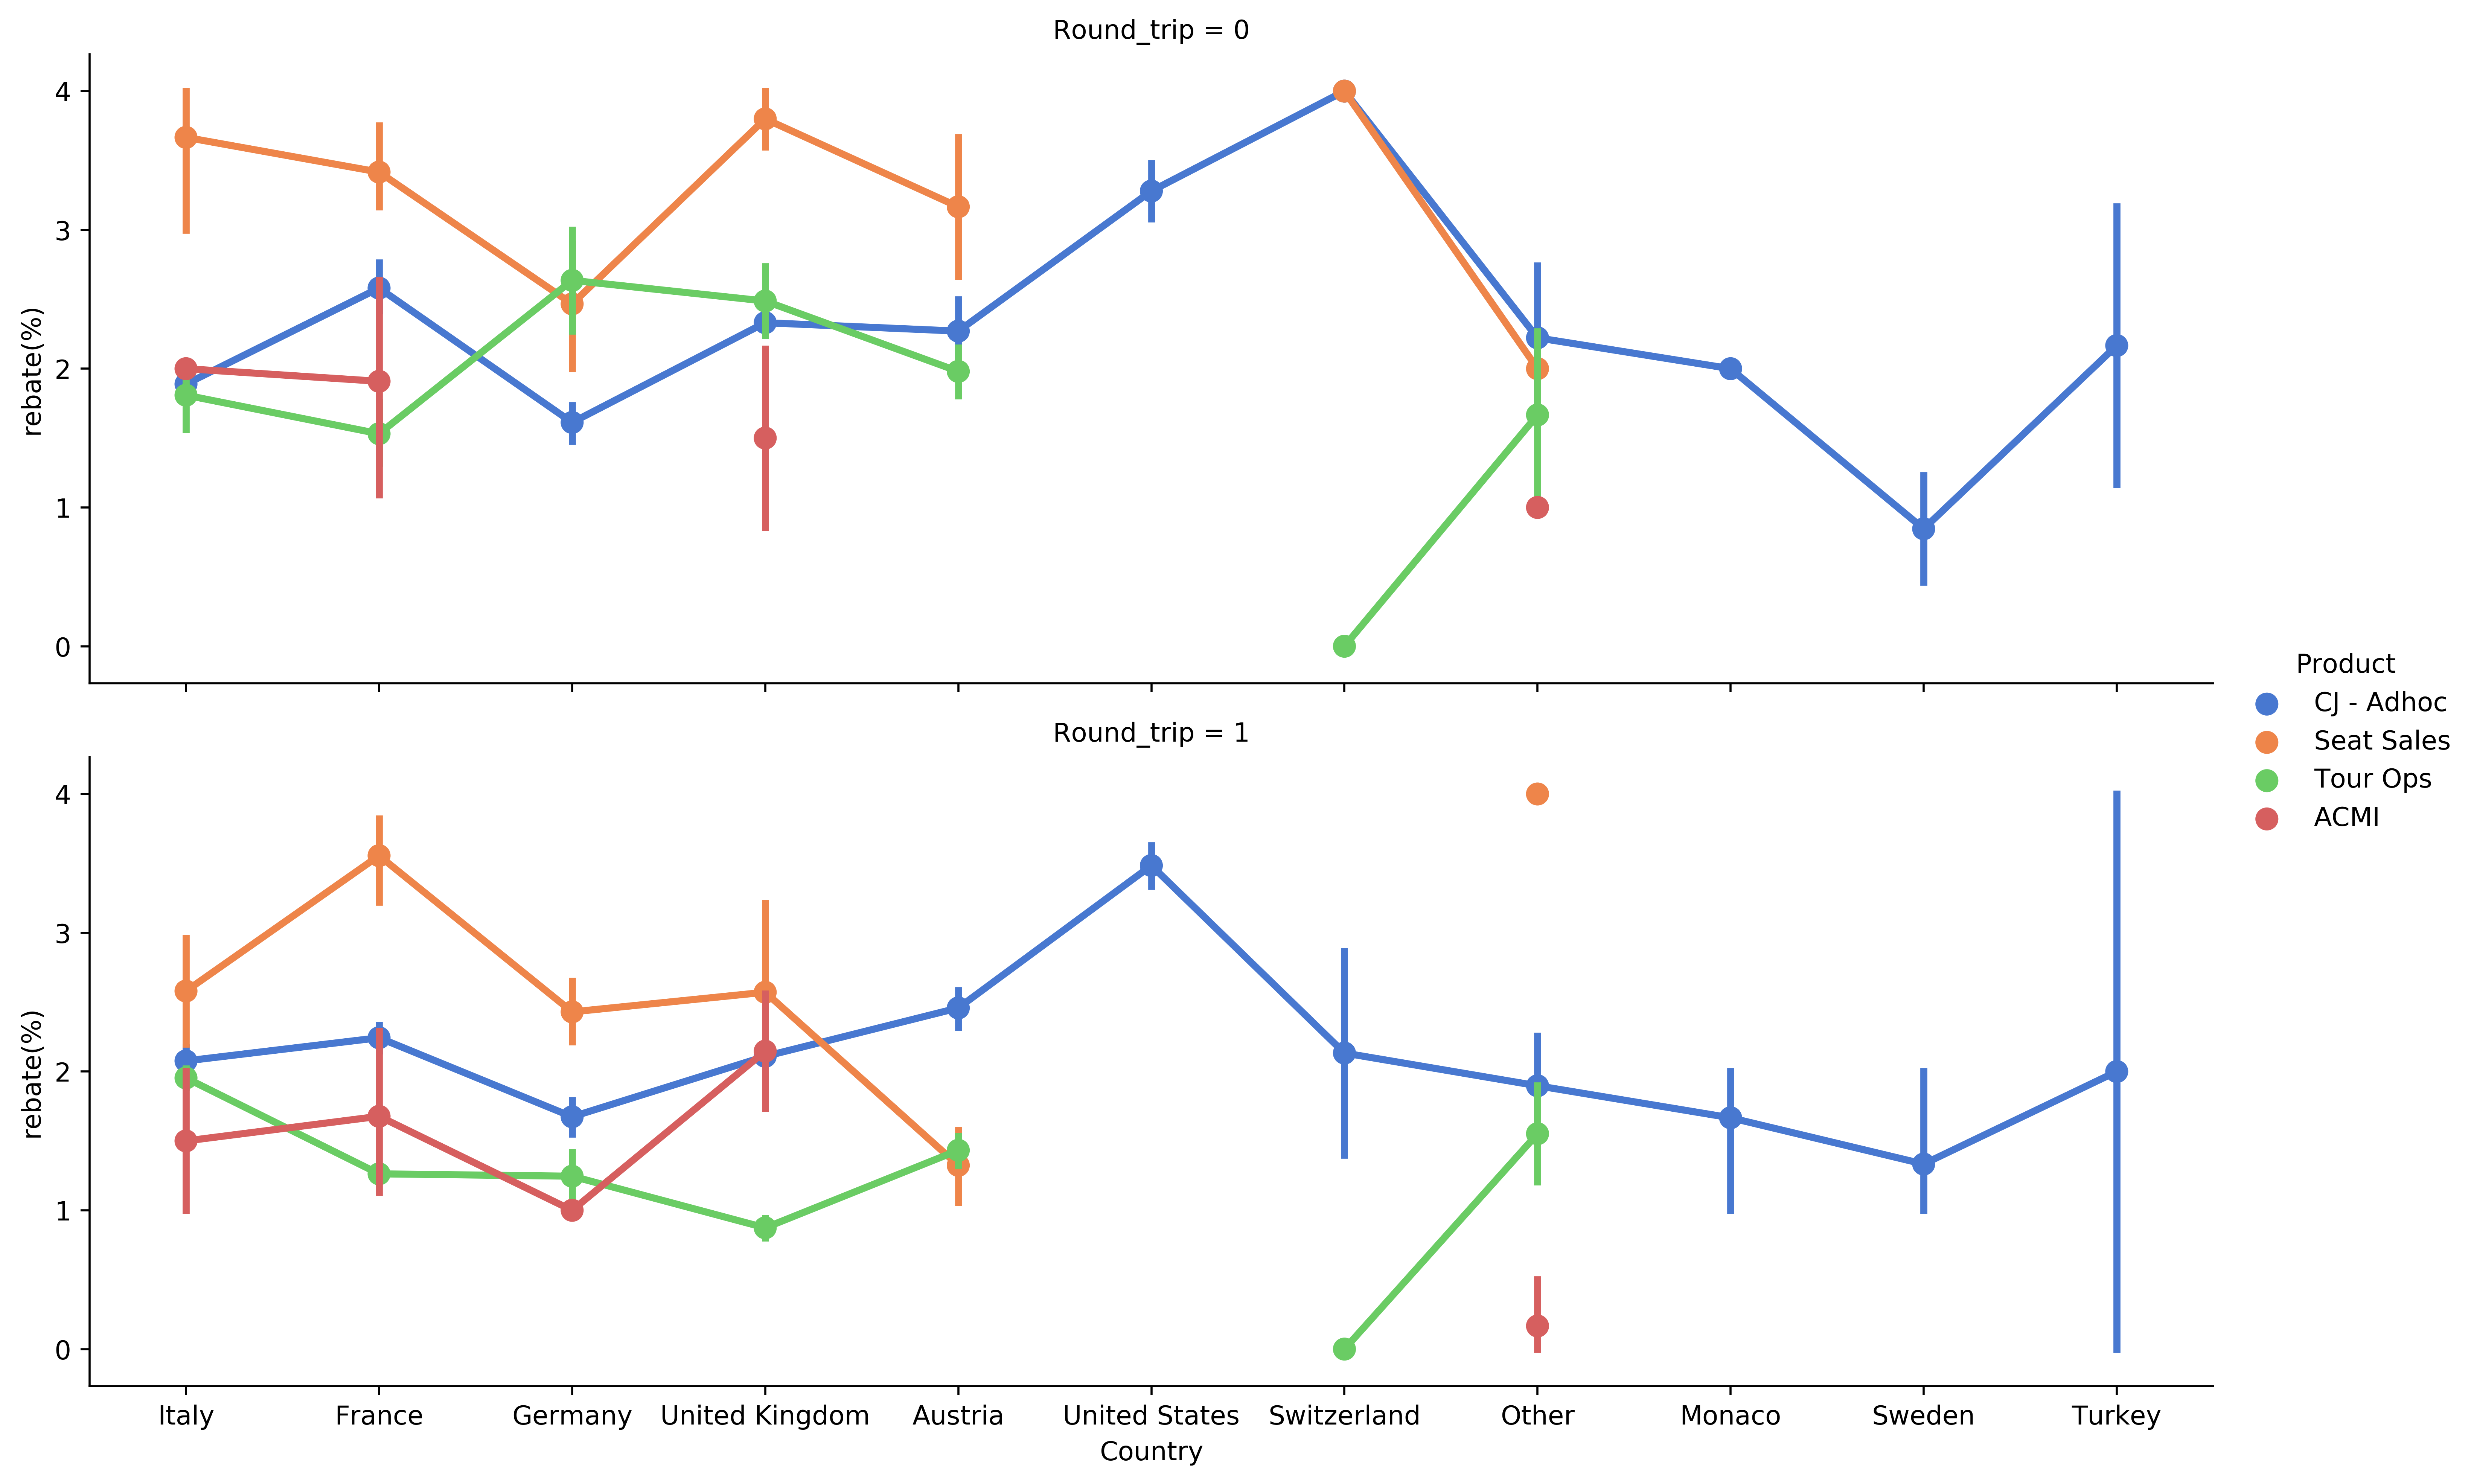 Round_trip = 0
4
3
2
1
0
rebate(%)
Round_trip = 1
4
3
2
1
0
rebate(%)
Italy France Germany United Kingdom Austria United States Switzerland Other Monaco Sweden Turkey
Country
Product
CJ - Adhoc
Seat Sales
Tour Ops
ACMI